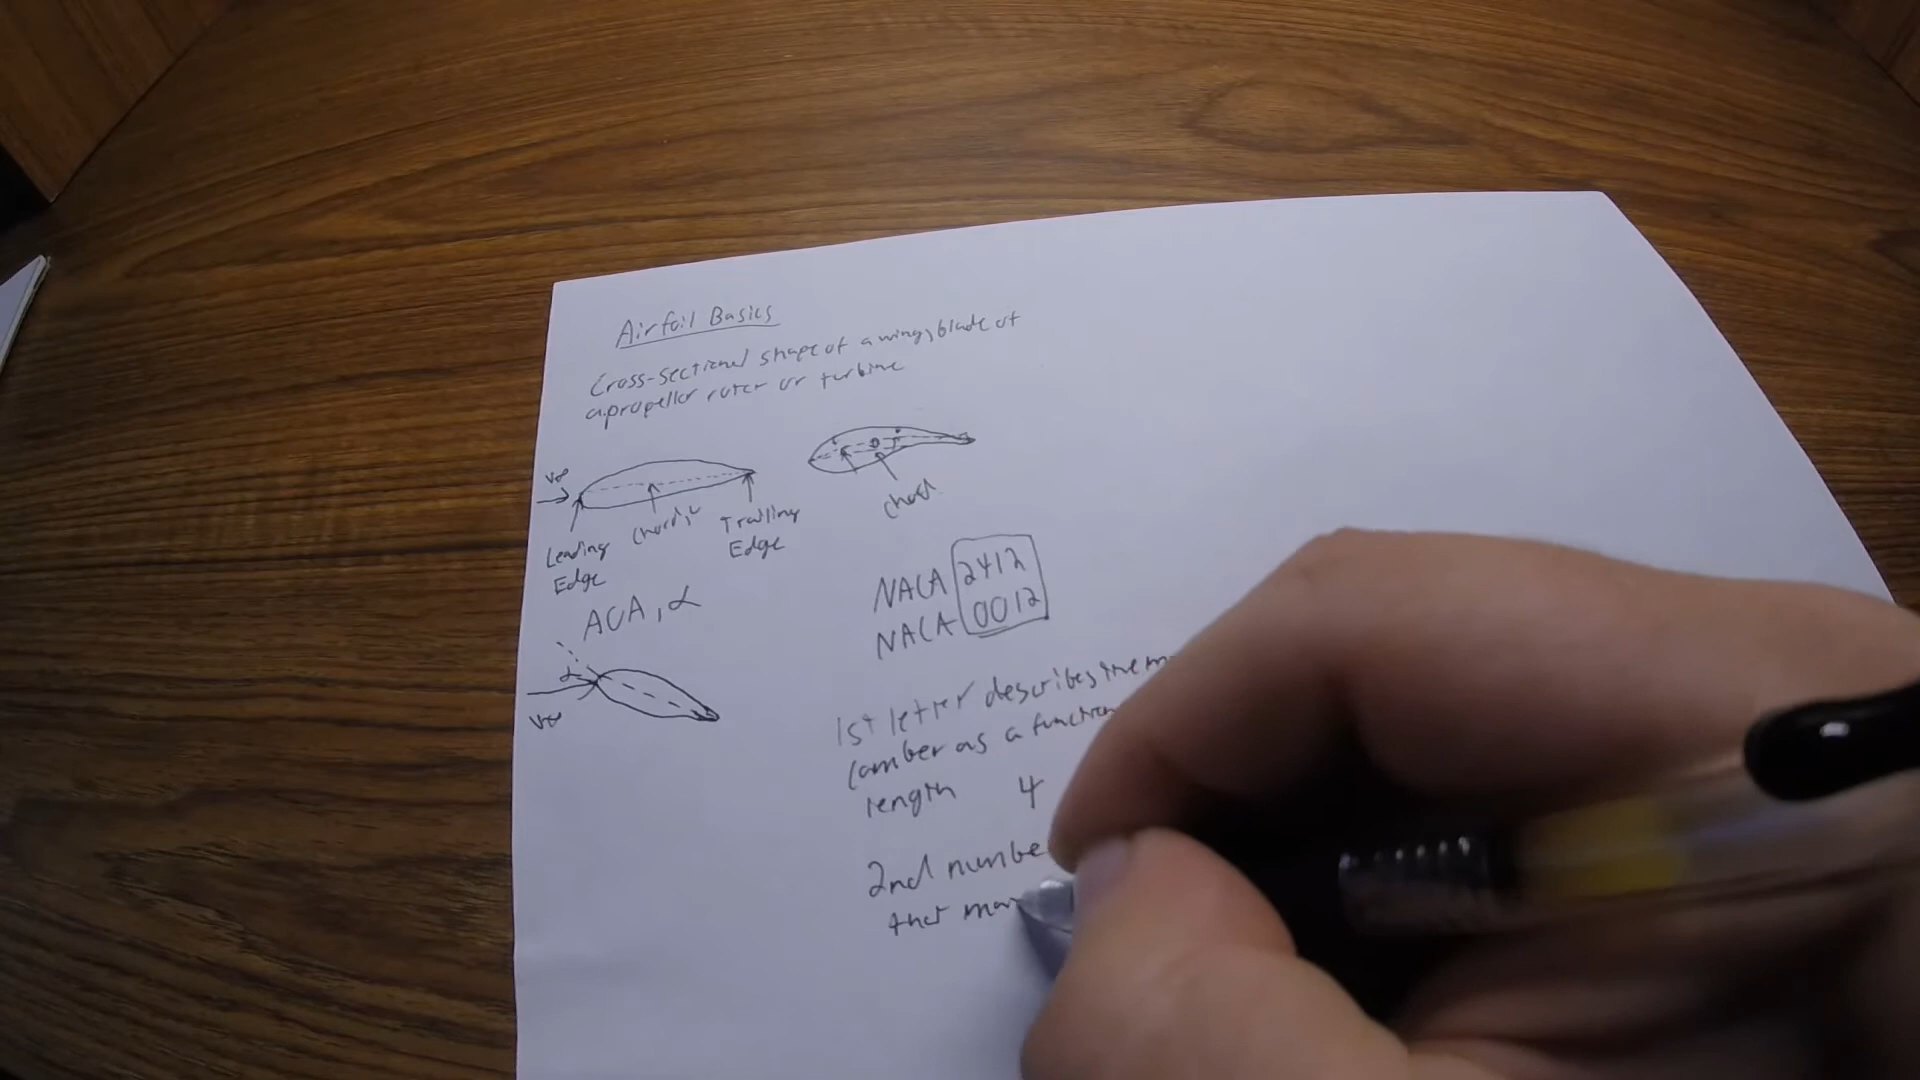 Airfoil Basics
Cross-sectional shape of a wing, blade of
a propeller rotor or turbine
V∞
Leading
Edge
chord, c
Trailing
Edge
chord
AOA, α
α
V∞
NACA 2412
NACA 0012
1st letter describes the m
camber as a function
length 4
2nd numbe
that